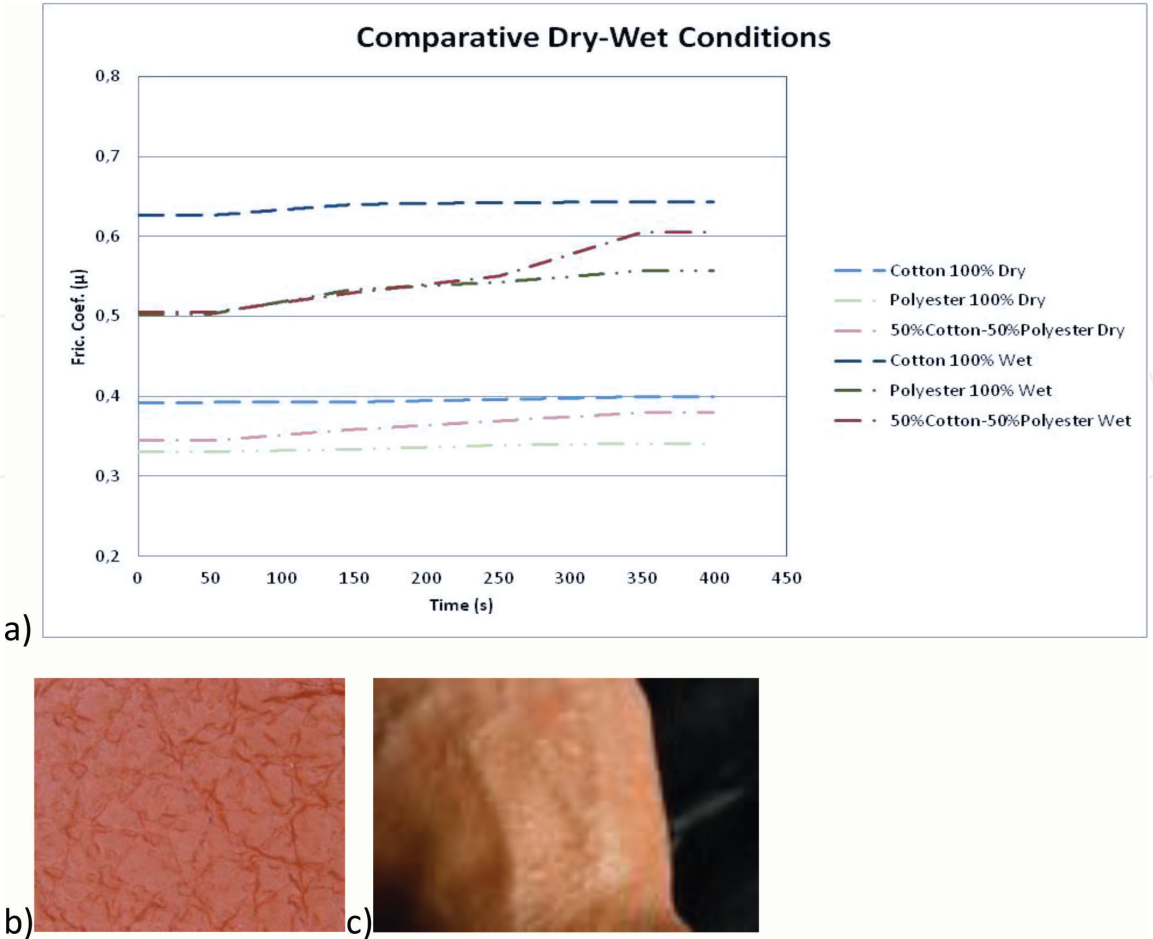 Comparative Dry-Wet Conditions
0,8
0,7
0,6
0,5
0,4
0,3
0,2
Fric. Coef. (μ)
0 50 100 150 200 250 300 350 400 450
Time (s)
Cotton 100% Dry
Polyester 100% Dry
50%Cotton-50%Polyester Dry
Cotton 100% Wet
Polyester 100% Wet
50%Cotton-50%Polyester Wet
a)
b)
c)